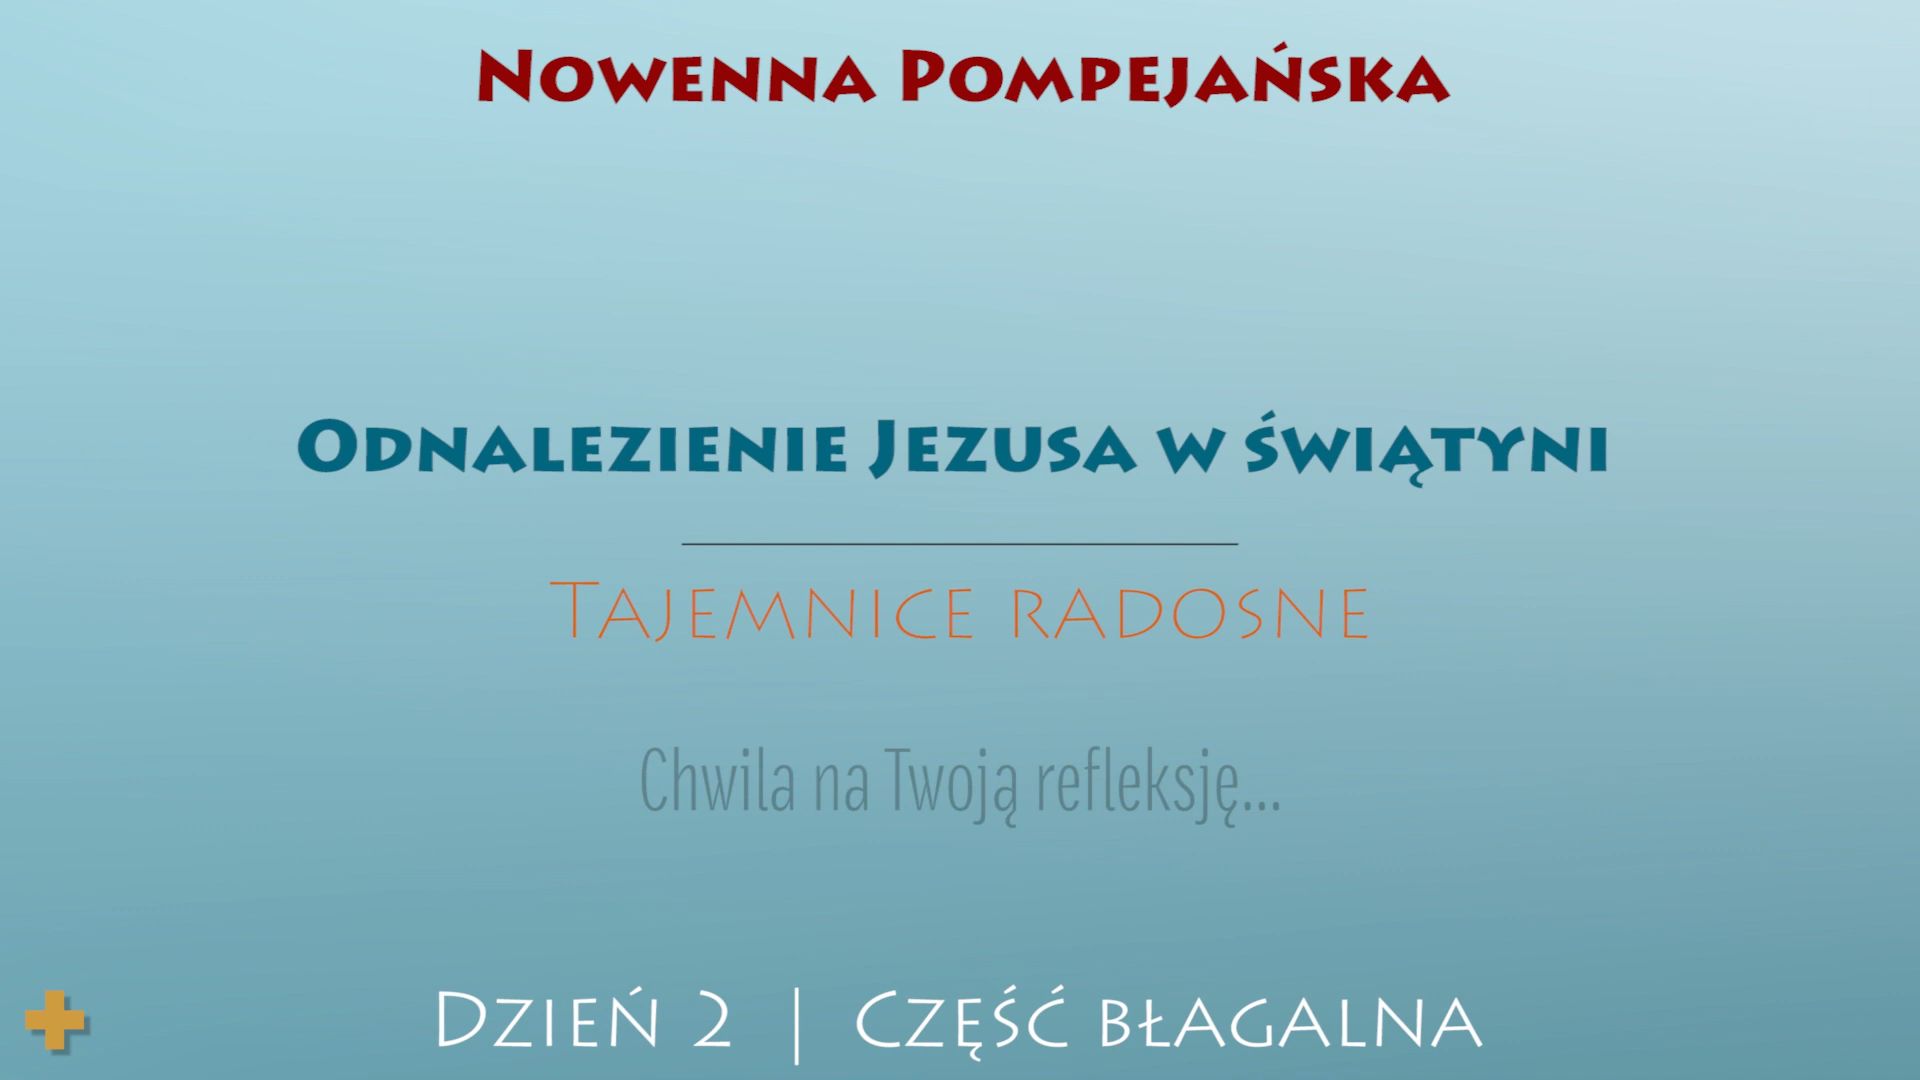 Nowenna Pompejańska
Odnalezienie Jezusa w świątyni
Tajemnice radosne
Chwila na Twoją refleksję...
Dzień 2 | Część błagalna